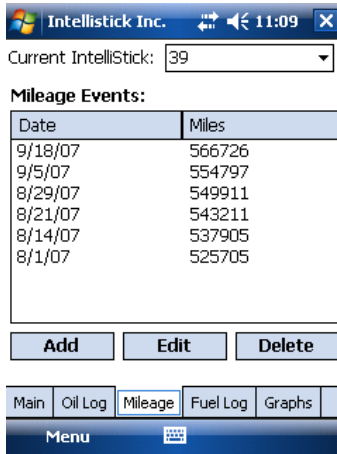 Intellistick Inc. 11:09
Current IntelliStick: 39
Mileage Events:
Date Miles
9/18/07 566726
9/5/07 554797
8/29/07 549911
8/21/07 543211
8/14/07 537905
8/1/07 525705
Add Edit Delete
Main Oil Log Mileage Fuel Log Graphs
Menu